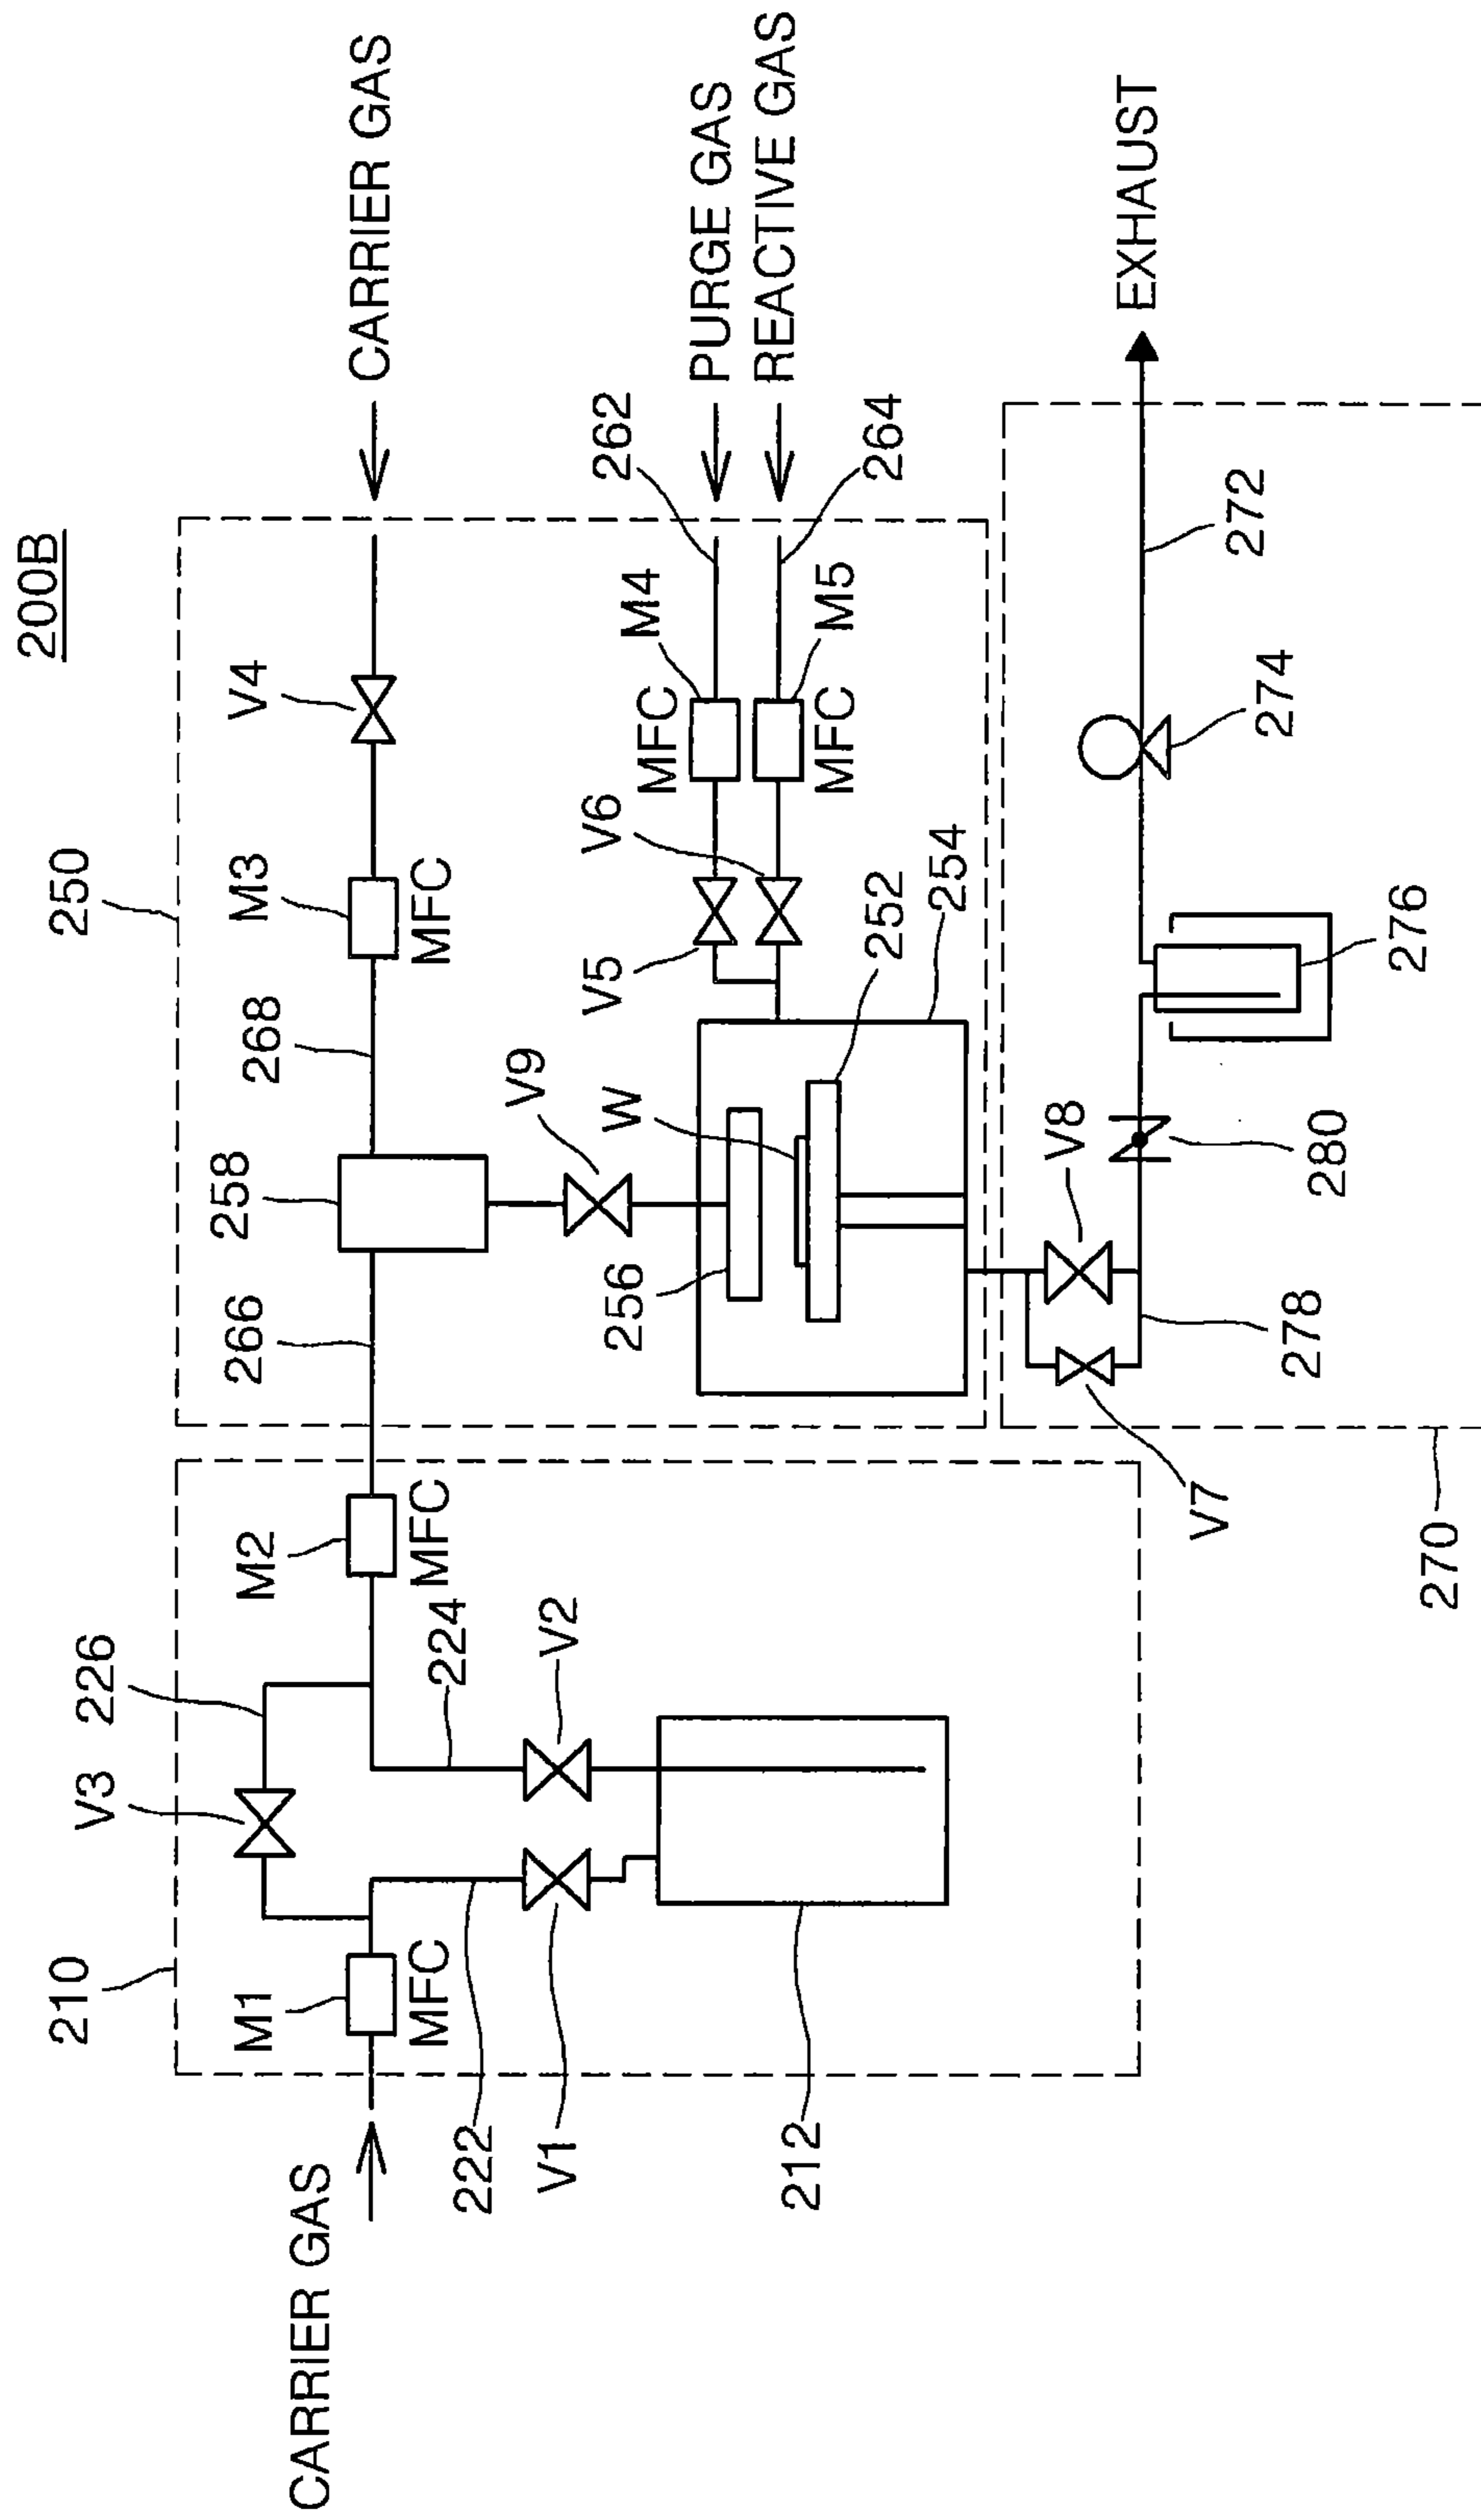 200B
250
V4
CARRIER GAS
M3
MFC
268
258
266
V9
W
256
262
M4
MFC
PURGE GAS
REACTIVE GAS
264
M5
MFC
V6
V5
252
254
210
V3
226
M2
MFC
M1
MFC
CARRIER GAS
224
V2
222
V1
212
V8
V7
EXHAUST
272
274
276
280
278
270